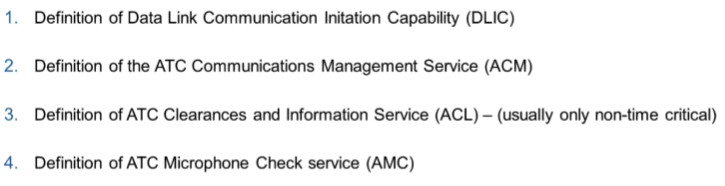 1. Definition of Data Link Communication Initation Capability (DLIC)
2. Definition of the ATC Communications Management Service (ACM)
3. Definition of ATC Clearances and Information Service (ACL) – (usually only non-time critical)
4. Definition of ATC Microphone Check service (AMC)